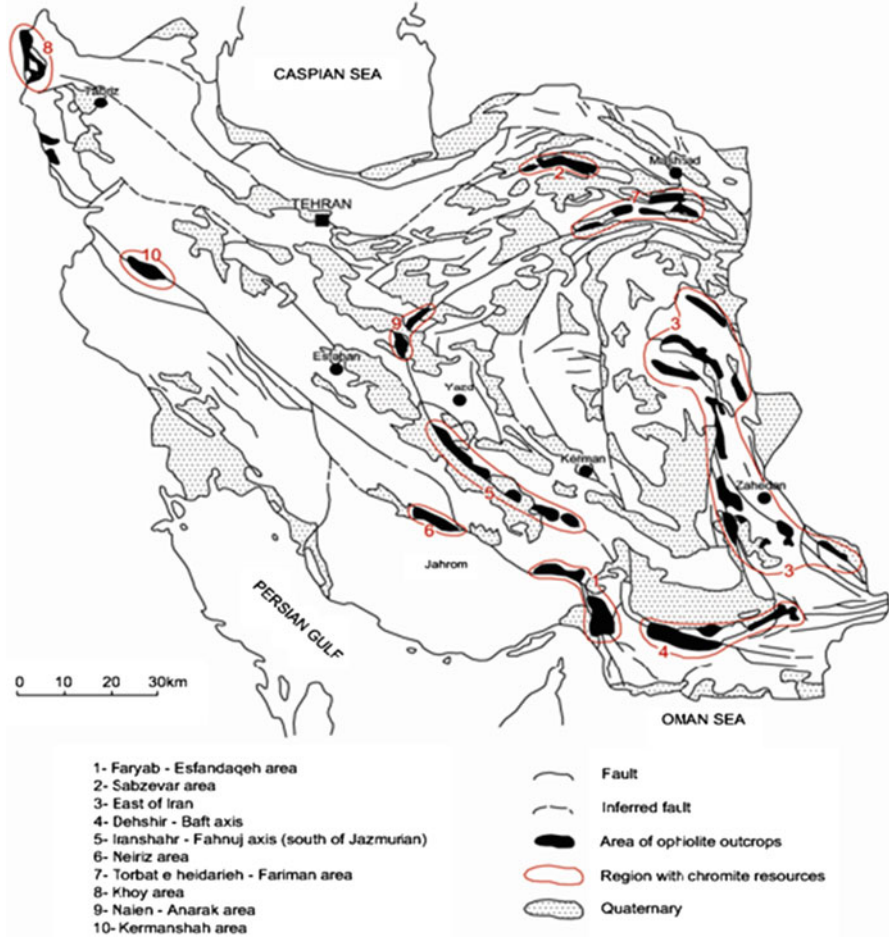 8
CASPIAN SEA
Tabriz
2
Mashhad
7
TEHRAN
10
9
3
Esfahan
Yazd
Kerman
5
Zahedan
6
Jahrom
1
3
4
PERSIAN GULF
0 10 20 30km
OMAN SEA
1- Faryab - Esfandaqeh area
2- Sabzevar area
3- East of Iran
4- Dehshir - Baft axis
5- Iranshahr - Fahnuj axis (south of Jazmurian)
6- Neiriz area
7- Torbat e heidarieh - Fariman area
8- Khoy area
9- Naien - Anarak area
10- Kermanshah area
Fault
Inferred fault
Area of ophiolite outcrops
Region with chromite resources
Quaternary